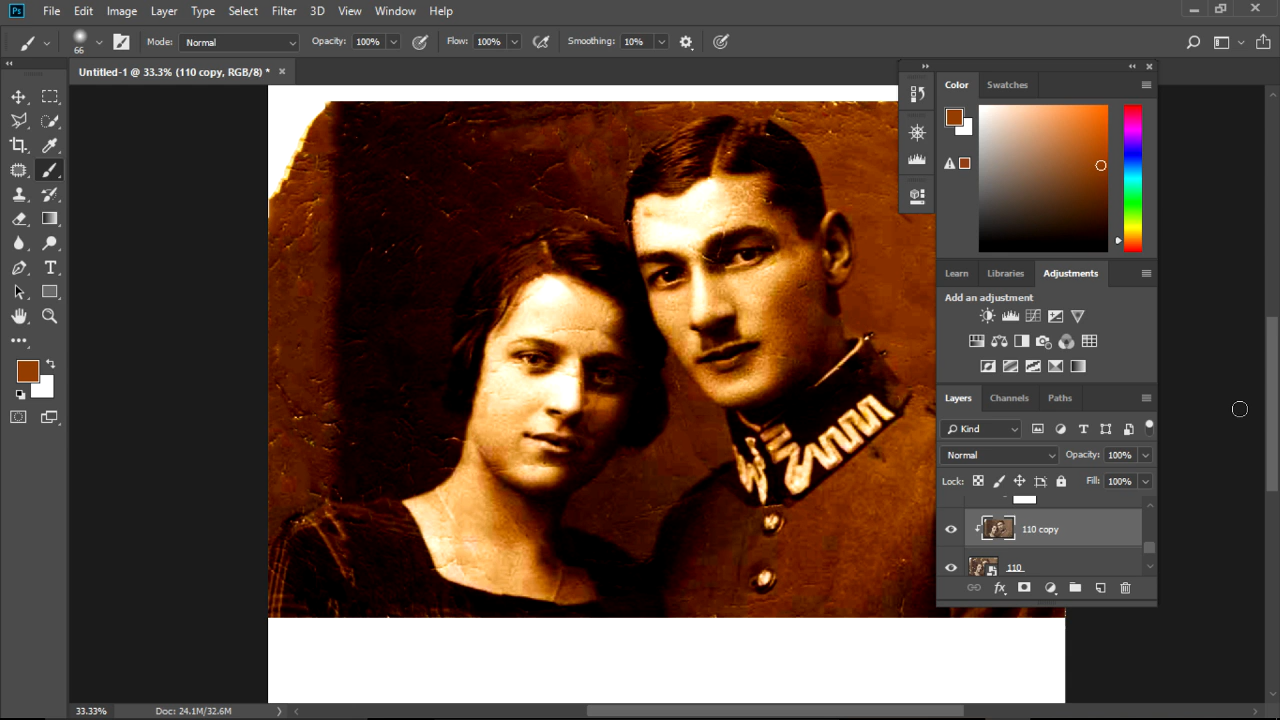 Ps File Edit Image Layer Type Select Filter 3D View Window Help
66 Mode: Normal Opacity: 100% Flow: 100% Smoothing: 10%
Untitled-1 @ 33.3% (110 copy, RGB/8) * ×
Color Swatches
Learn Libraries Adjustments
Add an adjustment
Layers Channels Paths
Kind
Normal Opacity: 100%
Lock: Fill: 100%
110 copy
110
fx
33.33% Doc: 24.1M/32.6M